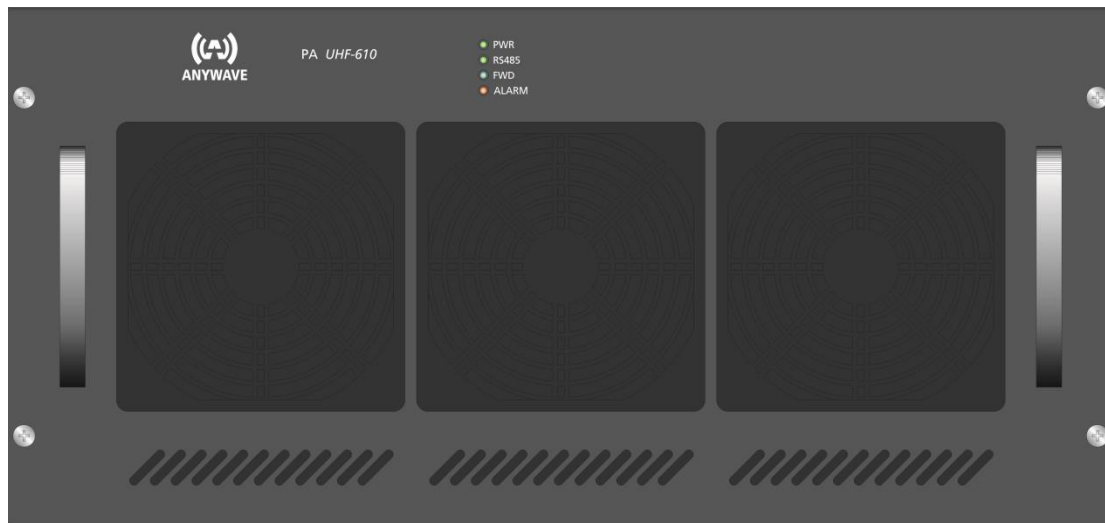 ANYWAVE
PA UHF-610
PWR
RS485
FWD
ALARM